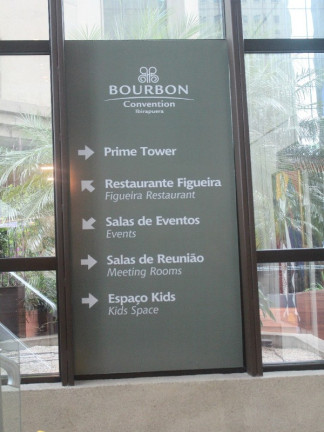 BOURBON
Convention
Ibirapuera
Prime Tower
Restaurante Figueira
Figueira Restaurant
Salas de Eventos
Events
Salas de Reunião
Meeting Rooms
Espaço Kids
Kids Space